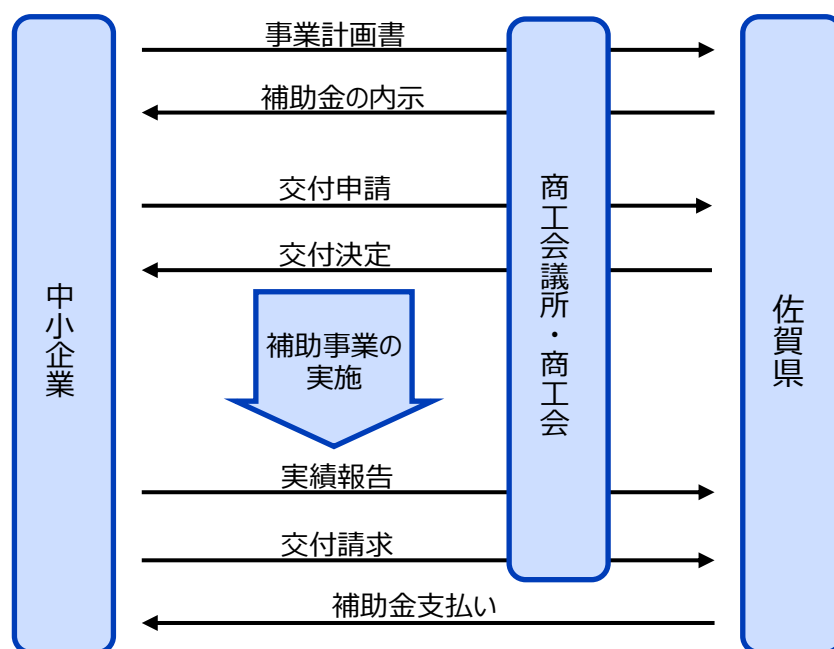 中小企業
事業計画書
補助金の内示
交付申請
交付決定
補助事業の
実施
実績報告
交付請求
補助金支払い
商工会議所・商工会
佐賀県